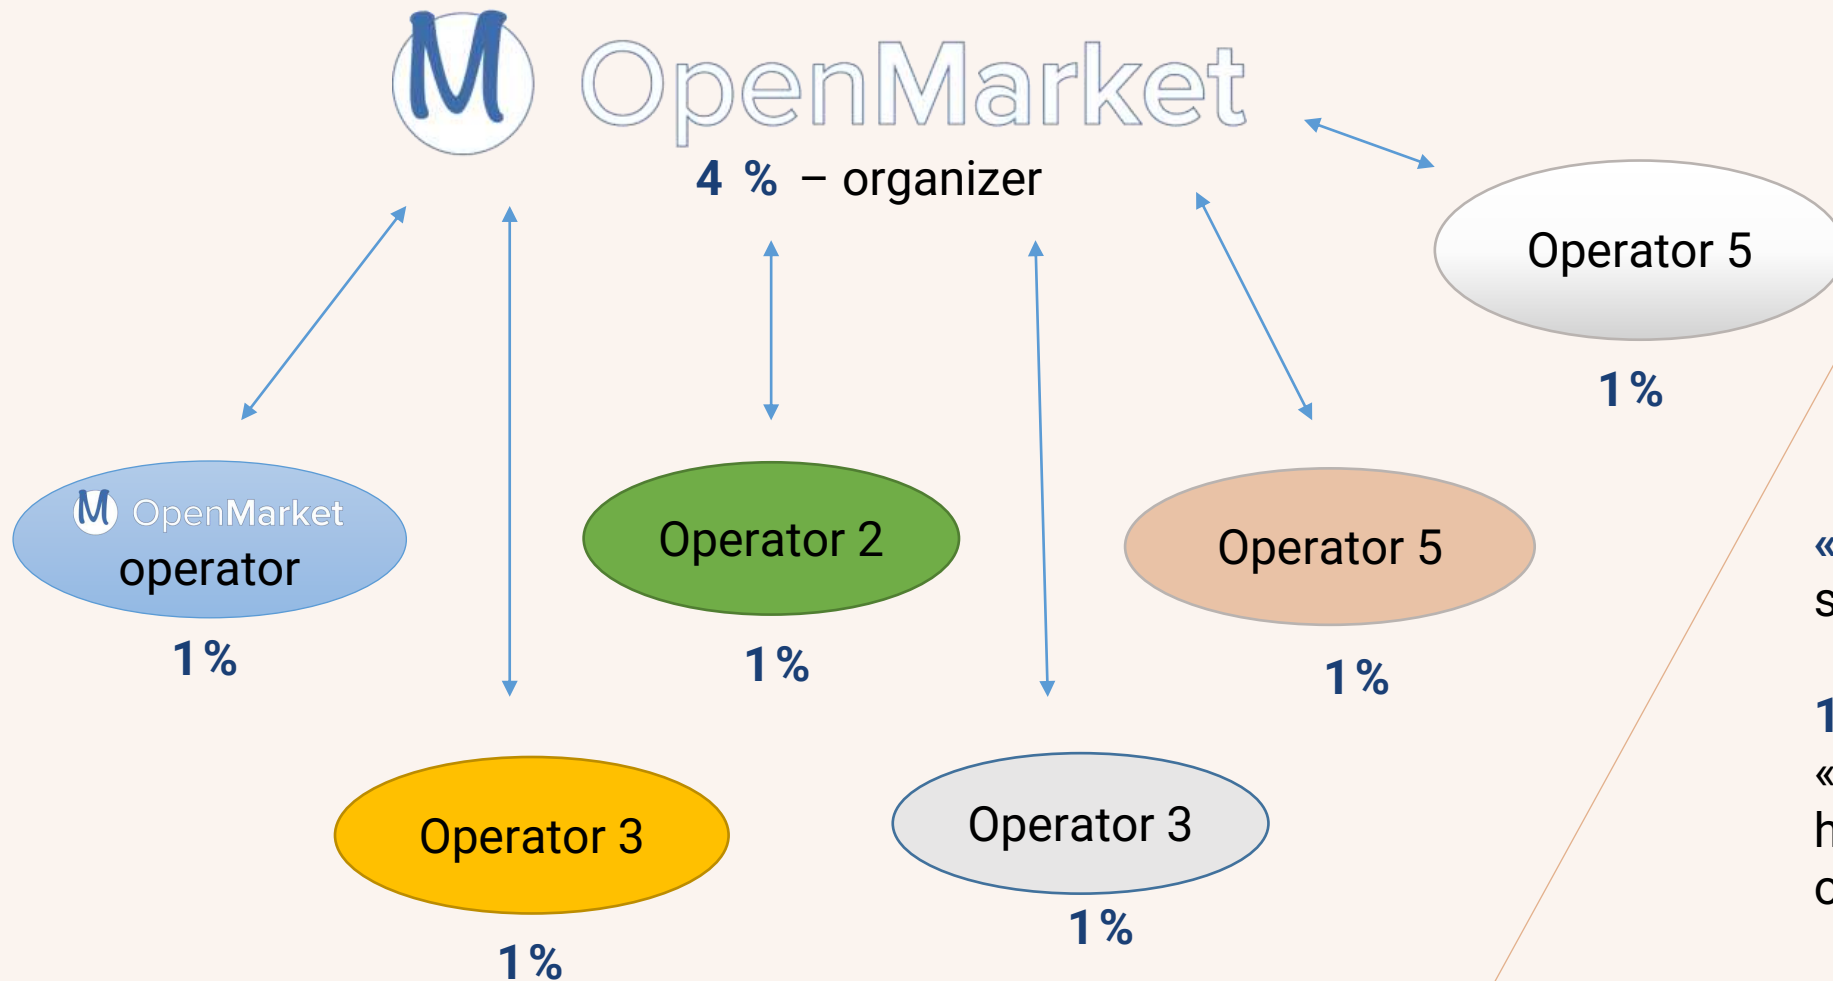 M OpenMarket
4 % – organizer
Operator 5
1%
M OpenMarket
operator
1%
Operator 2
1%
Operator 5
1%
Operator 3
1%
Operator 3
1%
«
s
1
«
h